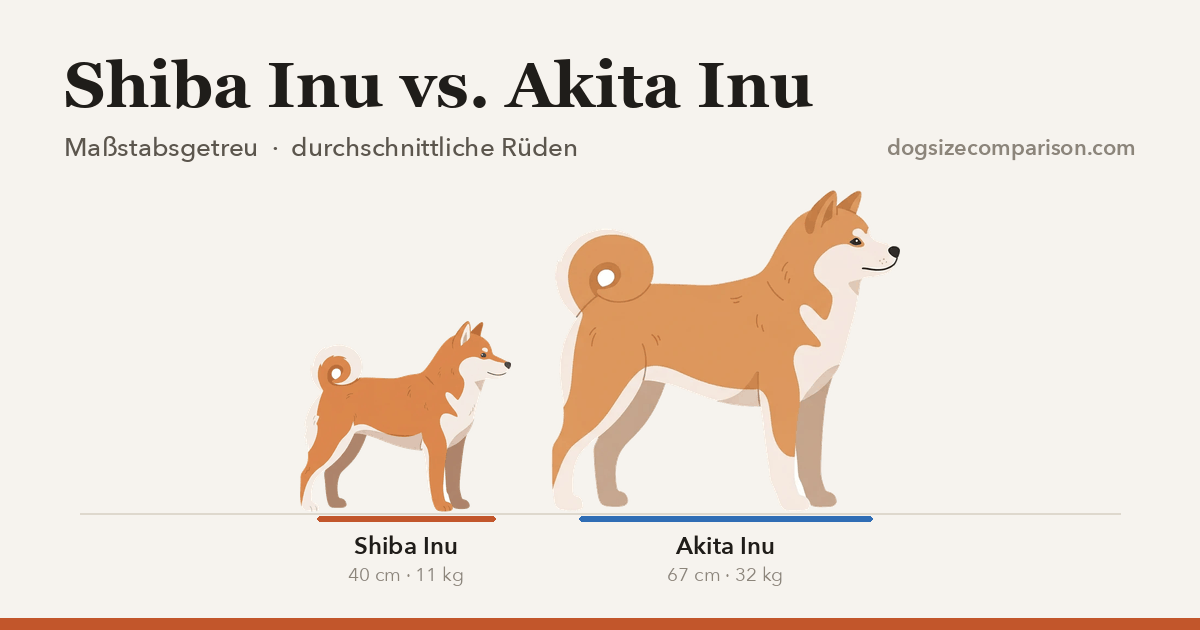 Shiba Inu vs. Akita Inu
Maßstabsgetreu · durchschnittliche Rüden
dogsizecomparison.com
Shiba Inu
40 cm · 11 kg
Akita Inu
67 cm · 32 kg